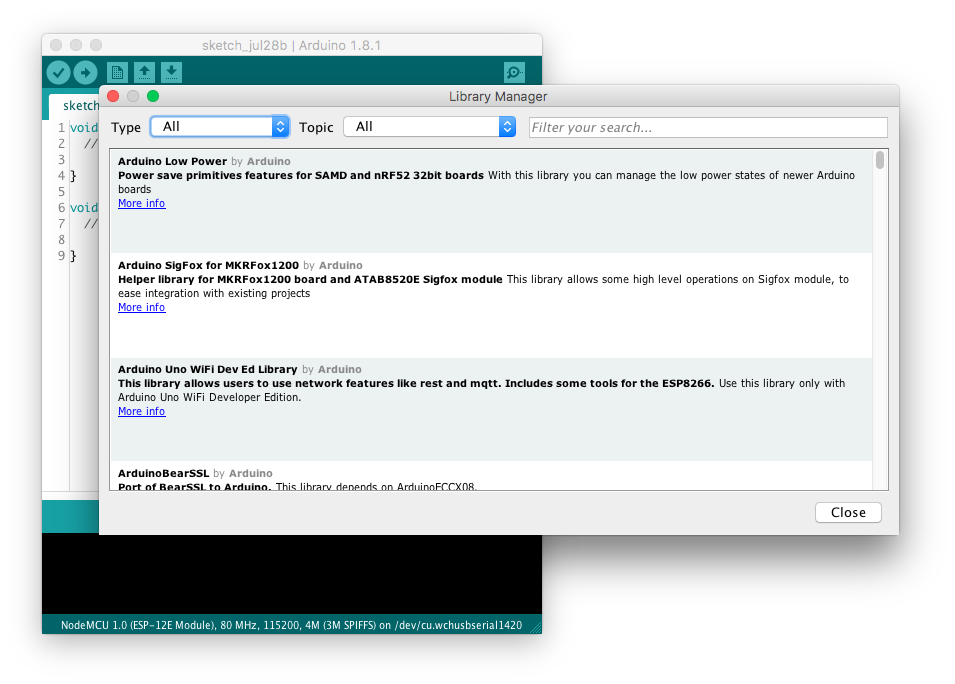 sketch_jul28b | Arduino 1.8.1
Library Manager
sketch
Type All Topic All Filter your search...
1 void
2 //
3
4 }
5
6 void
7 //
8
9 }
Arduino Low Power by Arduino
Power save primitives features for SAMD and nRF52 32bit boards With this library you can manage the low power states of newer Arduino
boards
More info
Arduino SigFox for MKRFox1200 by Arduino
Helper library for MKRFox1200 board and ATAB8520E Sigfox module This library allows some high level operations on Sigfox module, to
ease integration with existing projects
More info
Arduino Uno WiFi Dev Ed Library by Arduino
This library allows users to use network features like rest and mqtt. Includes some tools for the ESP8266. Use this library only with
Arduino Uno WiFi Developer Edition.
More info
ArduinoBearSSL by Arduino
Port of BearSSL to Arduino. This library depends on ArduinoECCX08.
Close
NodeMCU 1.0 (ESP-12E Module), 80 MHz, 115200, 4M (3M SPIFFS) on /dev/cu.wchusbserial1420